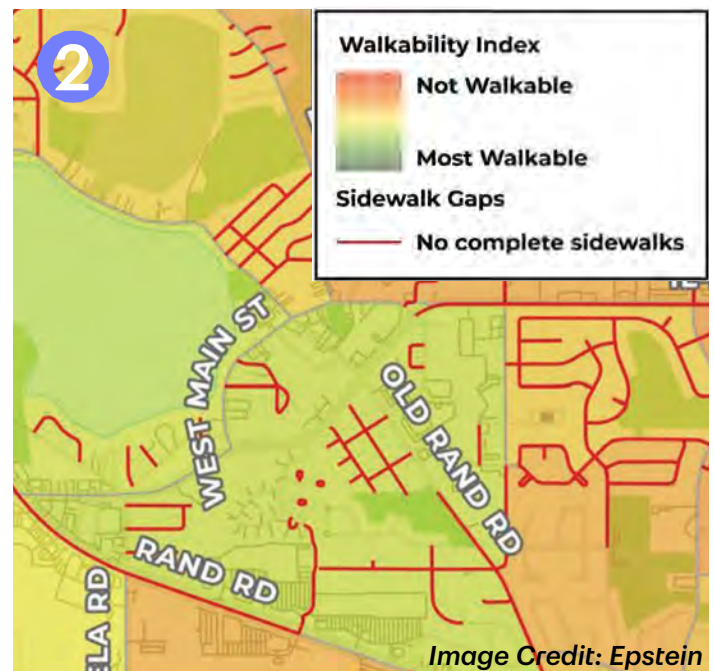 2
Walkability Index
Not Walkable
Most Walkable
Sidewalk Gaps
No complete sidewalks
WEST MAIN ST
OLD RAND RD
RAND RD
ELA RD
Image Credit: Epstein